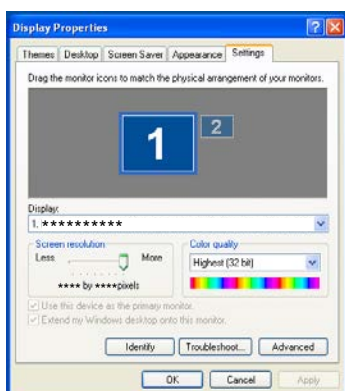 Display Properties
Themes Desktop Screen Saver Appearance Settings
Drag the monitor icons to match the physical arrangement of your monitors.
1 2
Display:
1. **********
Screen resolution
Less More
**** by ****pixels
Color quality
Highest (32 bit)
Use this device as the primary monitor.
Extend my Windows desktop onto this monitor.
Identify Troubleshoot... Advanced
OK Cancel Apply